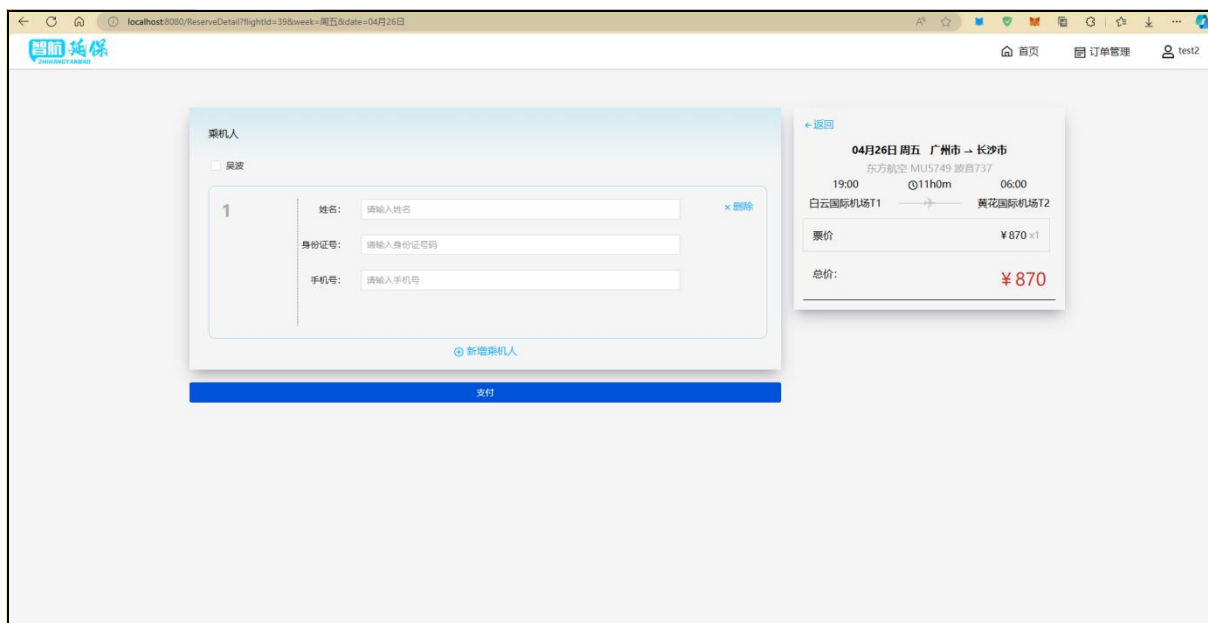 localhost:8080/ReserveDetail?flightId=39&week=周五&date=04月26日
智航延保
ZHIHANGYANBAO
首页
订单管理
test2
乘机人
吴波
1
姓名: 请输入姓名
×删除
身份证号: 请输入身份证号码
手机号: 请输入手机号
新增乘机人
支付
←返回
04月26日 周五 广州市 → 长沙市
东方航空 MU5749 波音737
19:00 11h0m 06:00
白云国际机场T1 黄花国际机场T2
票价 ¥870 x1
总价: ¥870